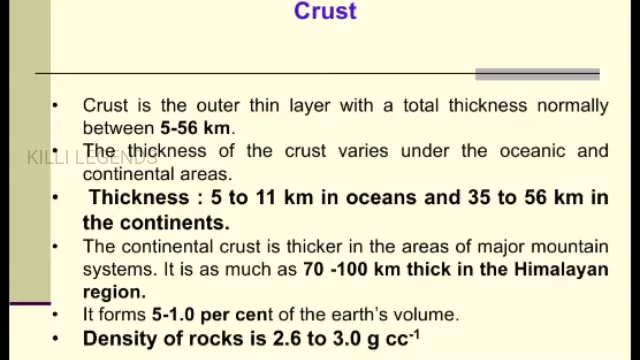 Crust
• Crust is the outer thin layer with a total thickness normally
between 5-56 km.
• The thickness of the crust varies under the oceanic and
continental areas.
• Thickness : 5 to 11 km in oceans and 35 to 56 km in
the continents.
• The continental crust is thicker in the areas of major mountain
systems. It is as much as 70 -100 km thick in the Himalayan
region.
• It forms 5-1.0 per cent of the earth's volume.
• Density of rocks is 2.6 to 3.0 g cc⁻¹
KILLI LEGENDS